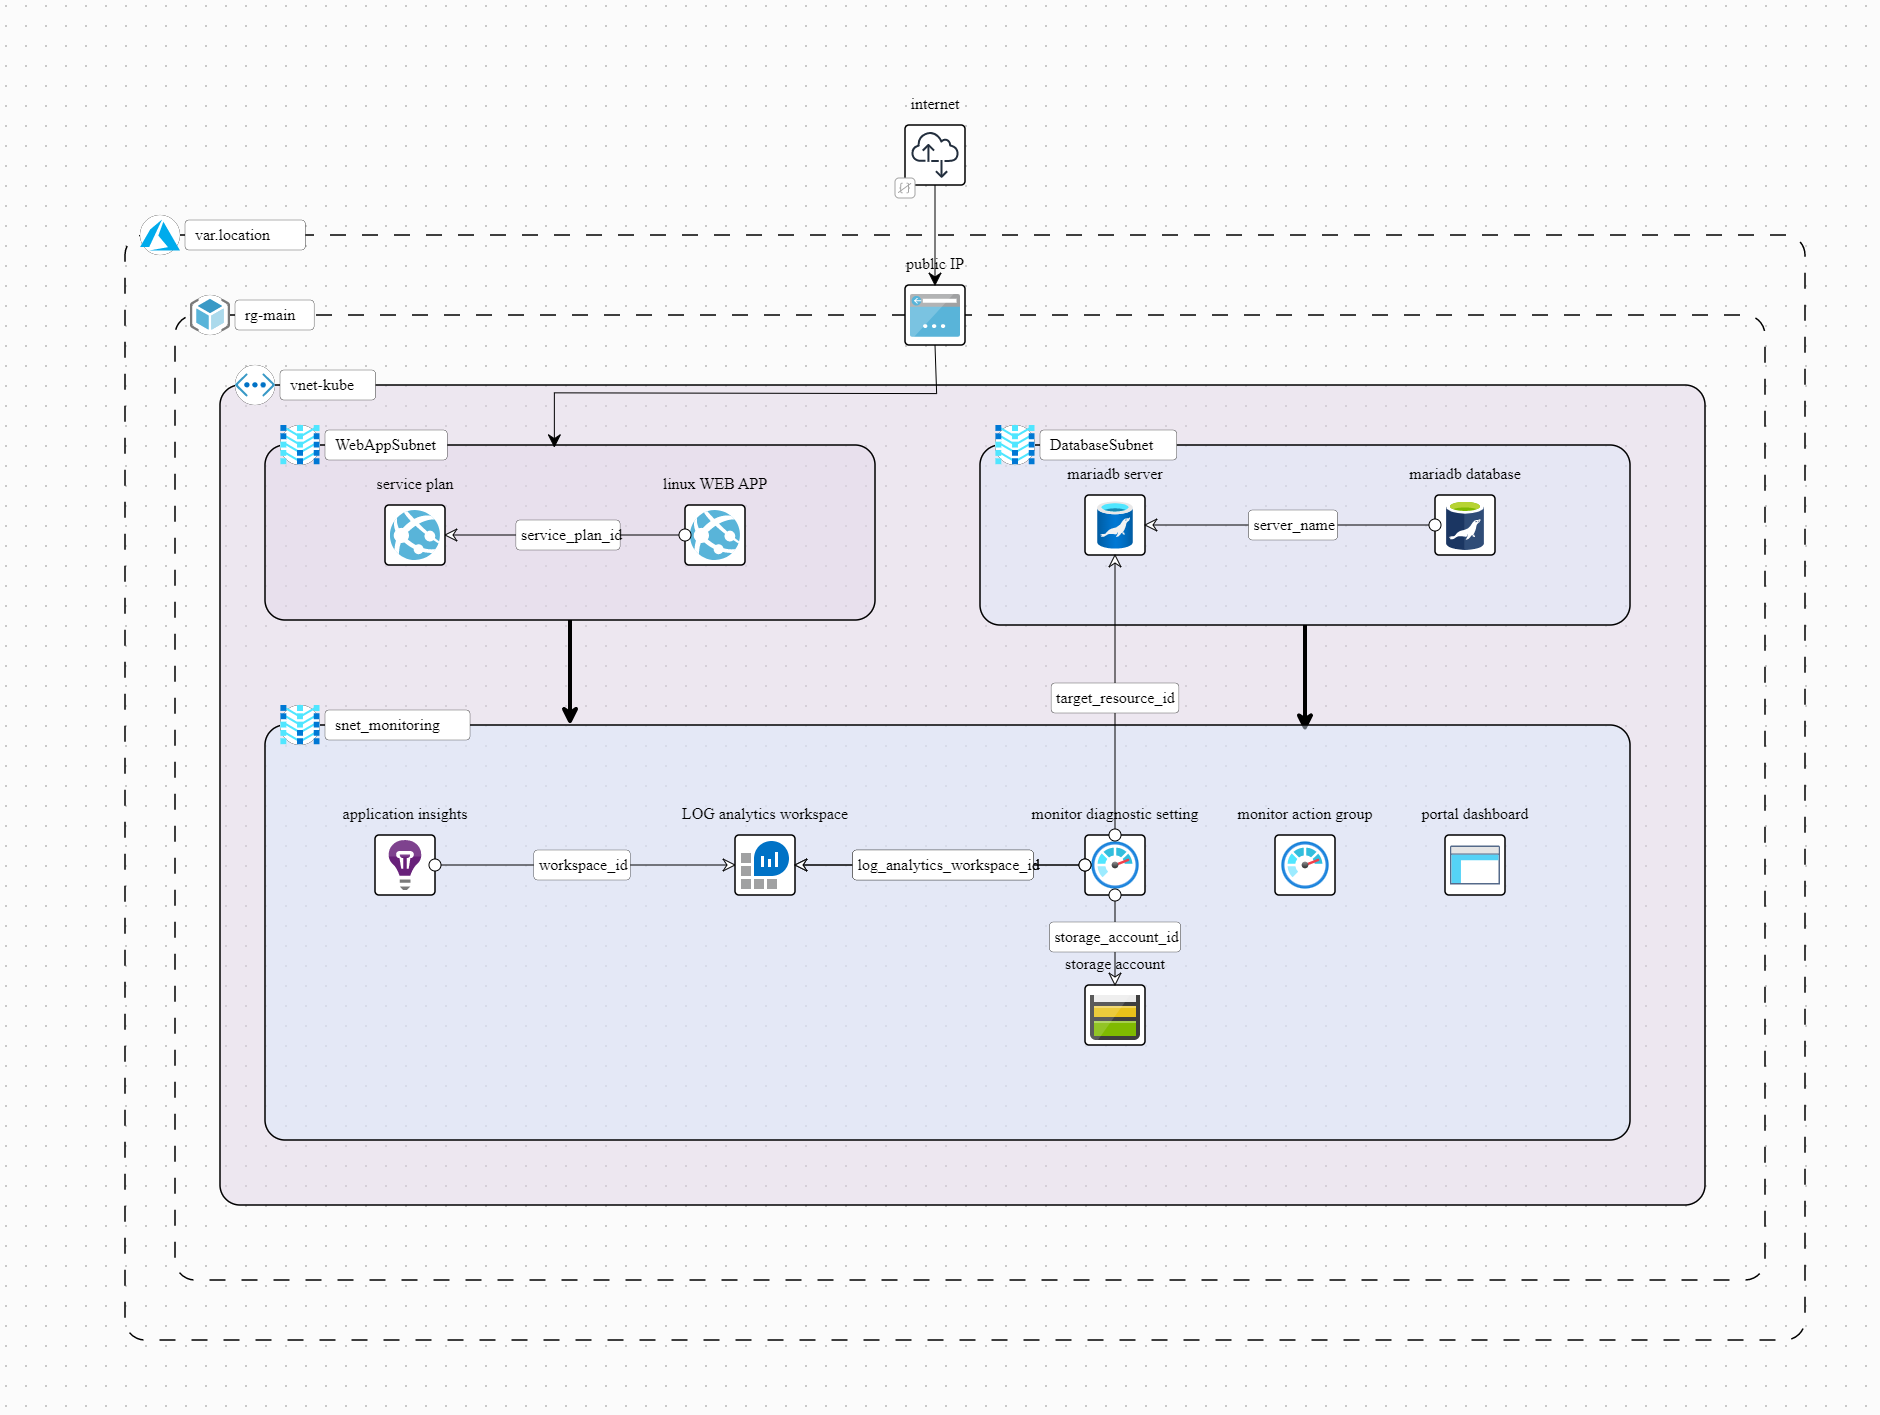 internet
var.location
public IP
rg-main
vnet-kube
WebAppSubnet
DatabaseSubnet
service plan
linux WEB APP
mariadb server
mariadb database
service_plan_id
server_name
target_resource_id
snet_monitoring
application insights
LOG analytics workspace
monitor diagnostic setting
monitor action group
portal dashboard
workspace_id
log_analytics_workspace_id
storage_account_id
storage account